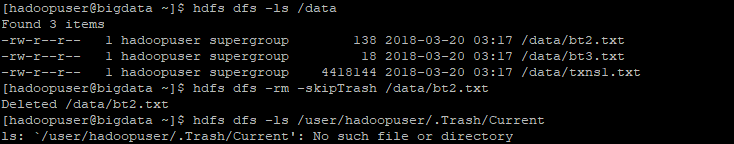 [hadoopuser@bigdata ~]$ hdfs dfs -ls /data
Found 3 items
-rw-r--r--   1 hadoopuser supergroup        138 2018-03-20 03:17 /data/bt2.txt
-rw-r--r--   1 hadoopuser supergroup         18 2018-03-20 03:17 /data/bt3.txt
-rw-r--r--   1 hadoopuser supergroup    4418144 2018-03-20 03:17 /data/txns1.txt
[hadoopuser@bigdata ~]$ hdfs dfs -rm -skipTrash /data/bt2.txt
Deleted /data/bt2.txt
[hadoopuser@bigdata ~]$ hdfs dfs -ls /user/hadoopuser/.Trash/Current
ls: `/user/hadoopuser/.Trash/Current': No such file or directory